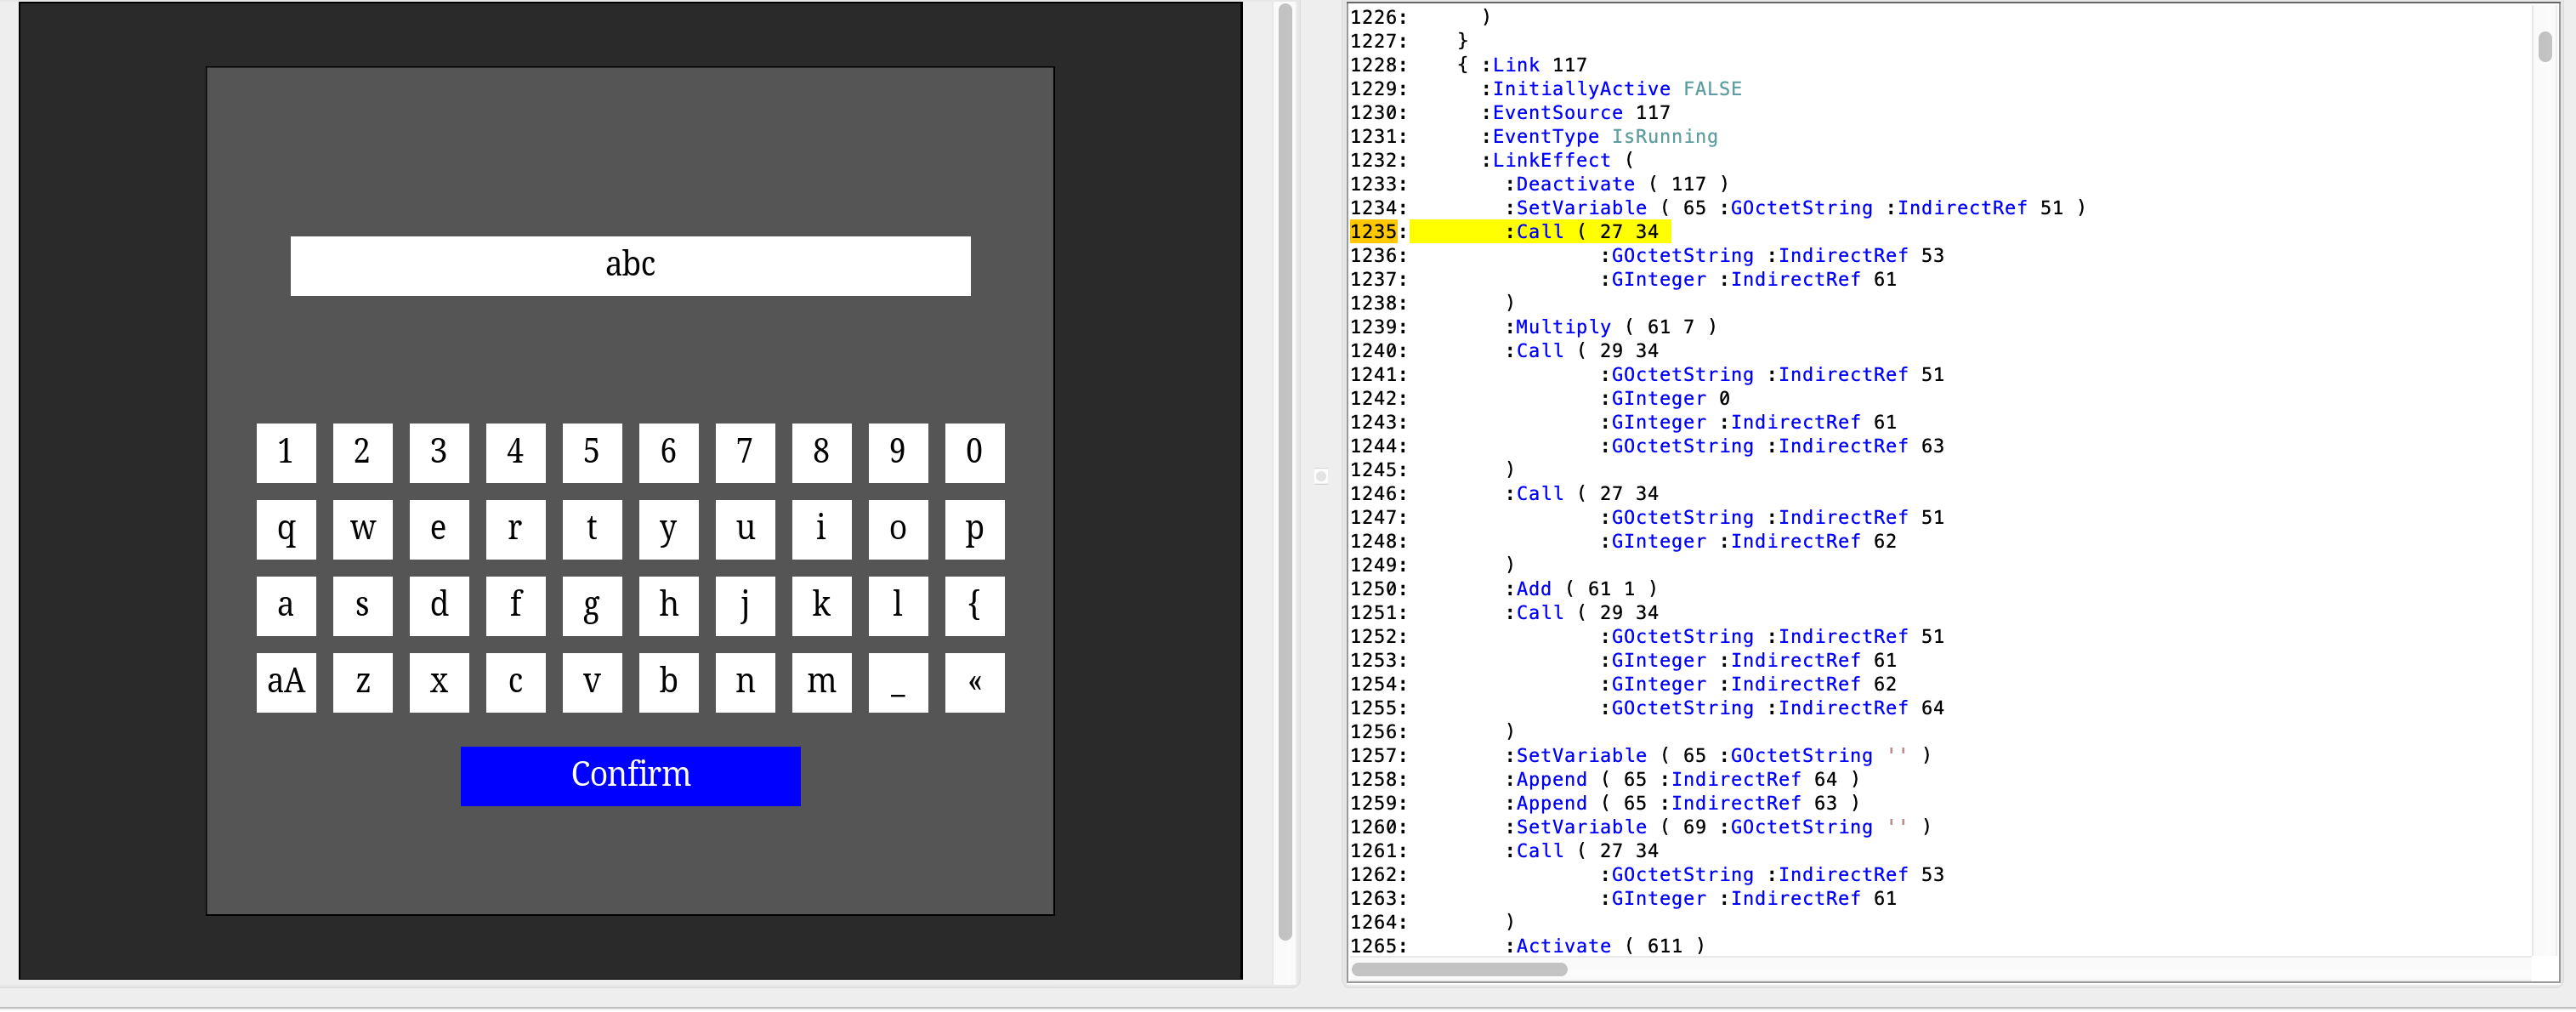 abc
1 2 3 4 5 6 7 8 9 0
q w e r t y u i o p
a s d f g h j k l {
aA z x c v b n m _ «
Confirm
1226:      )
1227:    }
1228:    { :Link 117
1229:      :InitiallyActive FALSE
1230:      :EventSource 117
1231:      :EventType IsRunning
1232:      :LinkEffect (
1233:        :Deactivate ( 117 )
1234:        :SetVariable ( 65 :GOctetString :IndirectRef 51 )
1235:        :Call ( 27 34
1236:                :GOctetString :IndirectRef 53
1237:                :GInteger :IndirectRef 61
1238:        )
1239:        :Multiply ( 61 7 )
1240:        :Call ( 29 34
1241:                :GOctetString :IndirectRef 51
1242:                :GInteger 0
1243:                :GInteger :IndirectRef 61
1244:                :GOctetString :IndirectRef 63
1245:        )
1246:        :Call ( 27 34
1247:                :GOctetString :IndirectRef 51
1248:                :GInteger :IndirectRef 62
1249:        )
1250:        :Add ( 61 1 )
1251:        :Call ( 29 34
1252:                :GOctetString :IndirectRef 51
1253:                :GInteger :IndirectRef 61
1254:                :GInteger :IndirectRef 62
1255:                :GOctetString :IndirectRef 64
1256:        )
1257:        :SetVariable ( 65 :GOctetString '' )
1258:        :Append ( 65 :IndirectRef 64 )
1259:        :Append ( 65 :IndirectRef 63 )
1260:        :SetVariable ( 69 :GOctetString '' )
1261:        :Call ( 27 34
1262:                :GOctetString :IndirectRef 53
1263:                :GInteger :IndirectRef 61
1264:        )
1265:        :Activate ( 611 )